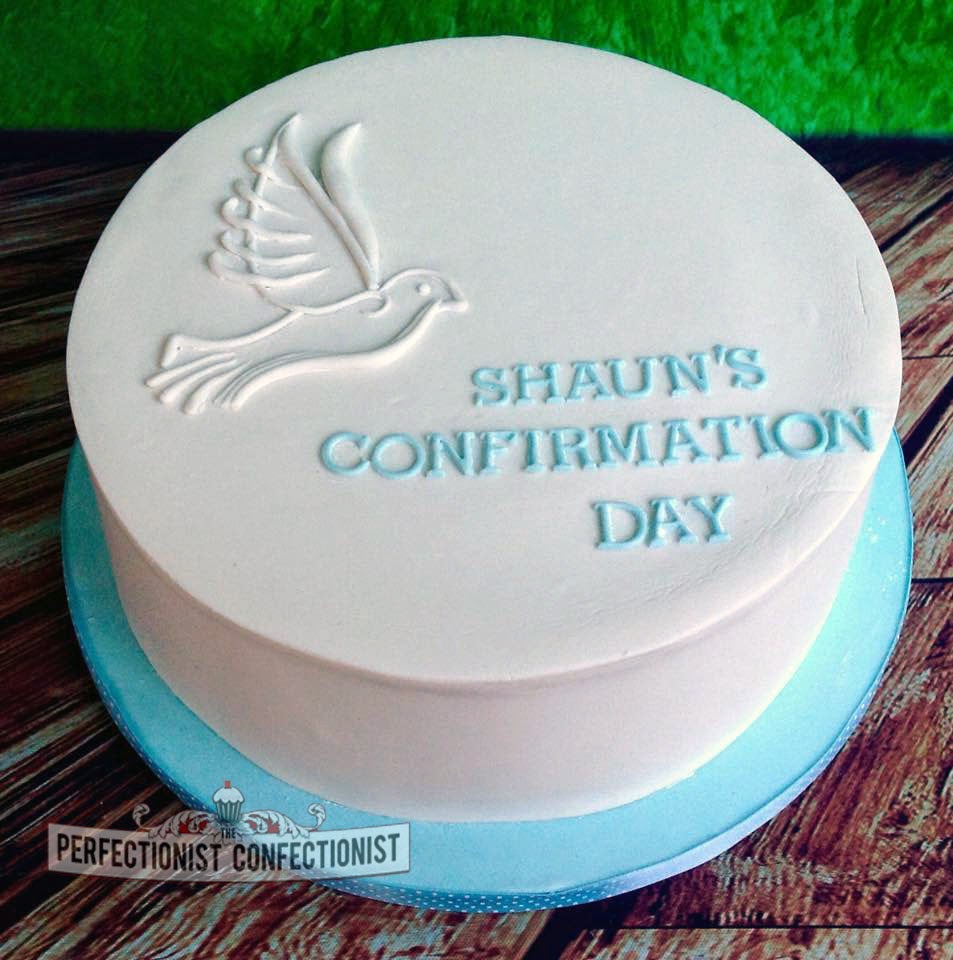 SHAUN'S
CONFIRMATION
DAY
THE
PERFECTIONIST CONFECTIONIST